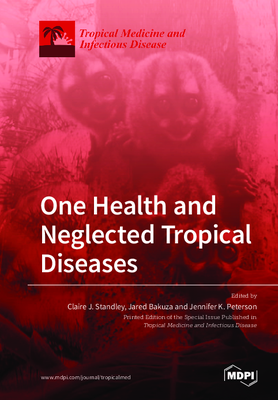 Tropical Medicine and
Infectious Disease
One Health and
Neglected Tropical
Diseases
Edited by
Claire J. Standley, Jared Bakuza and Jennifer K. Peterson
Printed Edition of the Special Issue Published in
Tropical Medicine and Infectious Disease
www.mdpi.com/journal/tropicalmed
MDPI